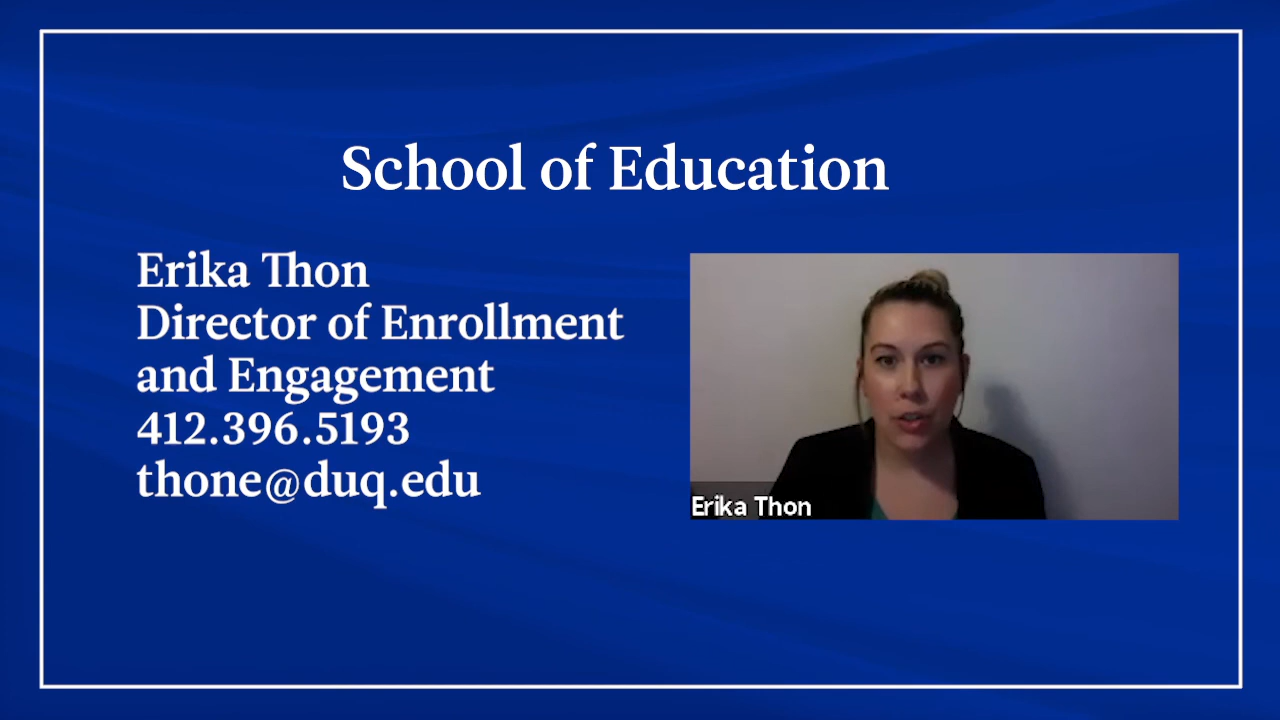 School of Education
Erika Thon
Director of Enrollment
and Engagement
412.396.5193
thone@duq.edu
Erika Thon